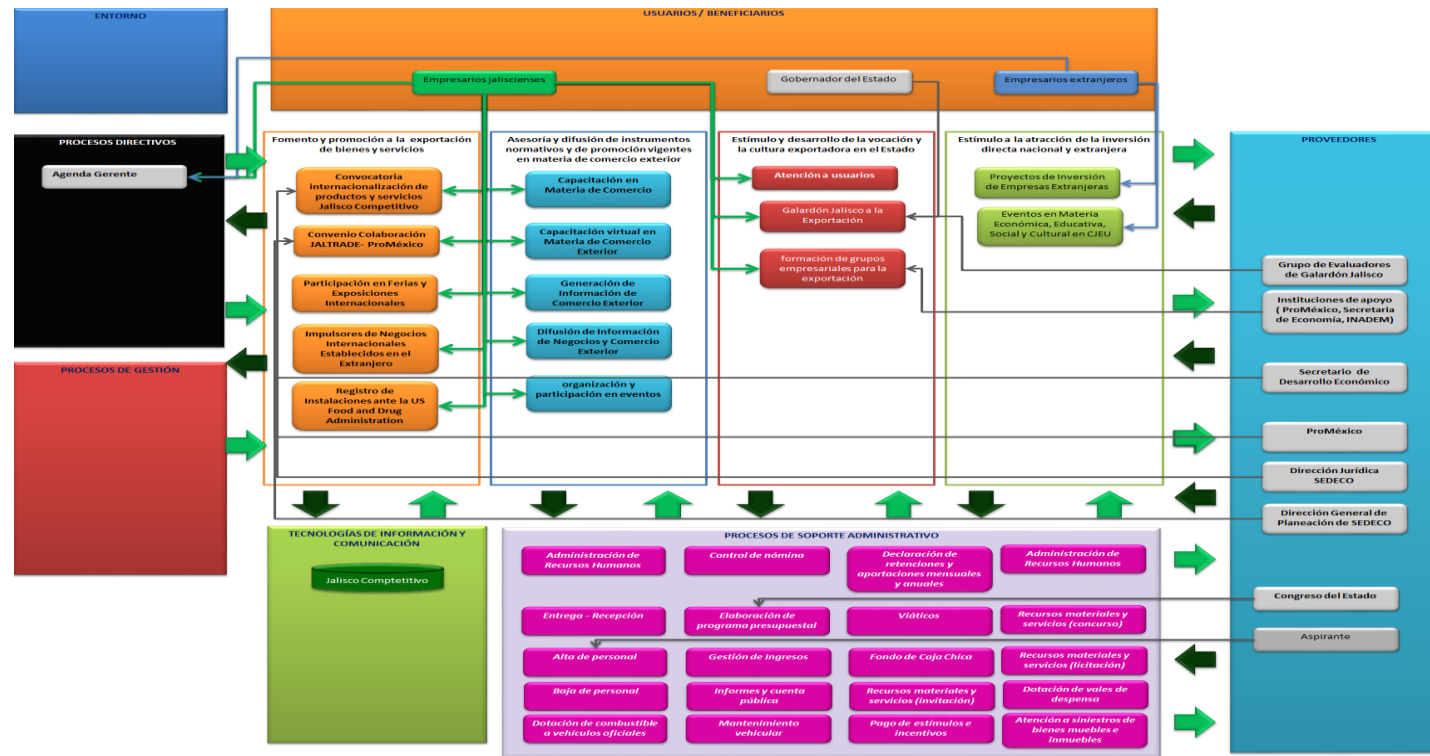 ENTORNO
USUARIOS / BENEFICIARIOS
Empresarios jaliscienses
Gobernador del Estado
Empresarios extranjeros
PROCESOS DIRECTIVOS
Agenda Gerente
PROCESOS DE GESTIÓN
Fomento y promoción a la exportación
de bienes y servicios
Convocatoria
internacionalización de
productos y servicios
Jalisco Competitivo
Convenio Colaboración
JALTRADE- ProMéxico
Participación en Ferias y
Exposiciones
Internacionales
Impulsores de Negocios
Internacionales
Establecidos en el
Extranjero
Registro de
Instalaciones ante la US
Food and Drug
Administration
Asesoría y difusión de instrumentos
normativos y de promoción vigentes
en materia de comercio exterior
Capacitación en
Materia de Comercio
Capacitación virtual en
Materia de Comercio
Exterior
Generación de
Información de
Comercio Exterior
Difusión de Información
de Negocios y Comercio
Exterior
organización y
participación en eventos
Estímulo y desarrollo de la vocación y
la cultura exportadora en el Estado
Atención a usuarios
Galardón Jalisco a la
Exportación
formación de grupos
empresariales para la
exportación
Estímulo a la atracción de la inversión
directa nacional y extranjera
Proyectos de Inversión
de Empresas Extranjeras
Eventos en Materia
Económica, Educativa,
Social y Cultural en CJEU
PROVEEDORES
Grupo de Evaluadores
de Galardón Jalisco
Instituciones de apoyo
( ProMéxico, Secretaria
de Economía, INADEM)
Secretario de
Desarrollo Económico
ProMéxico
Dirección Jurídica
SEDECO
Dirección General de
Planeación de SEDECO
Congreso del Estado
Aspirante
TECNOLOGÍAS DE INFORMACIÓN Y
COMUNICACIÓN
Jalisco Comptetitivo
PROCESOS DE SOPORTE ADMINISTRATIVO
Administración de
Recursos Humanos
Control de nómina
Declaración de
retenciones y
aportaciones mensuales
y anuales
Administración de
Recursos Humanos
Entrega - Recepción
Elaboración de
programa presupuestal
Viáticos
Recursos materiales y
servicios (concurso)
Alta de personal
Gestión de Ingresos
Fondo de Caja Chica
Recursos materiales y
servicios (licitación)
Baja de personal
Informes y cuenta
pública
Recursos materiales y
servicios (invitación)
Dotación de vales de
despensa
Dotación de combustible
a vehículos oficiales
Mantenimiento
vehicular
Pago de estímulos e
incentivos
Atención a siniestros de
bienes muebles e
inmuebles